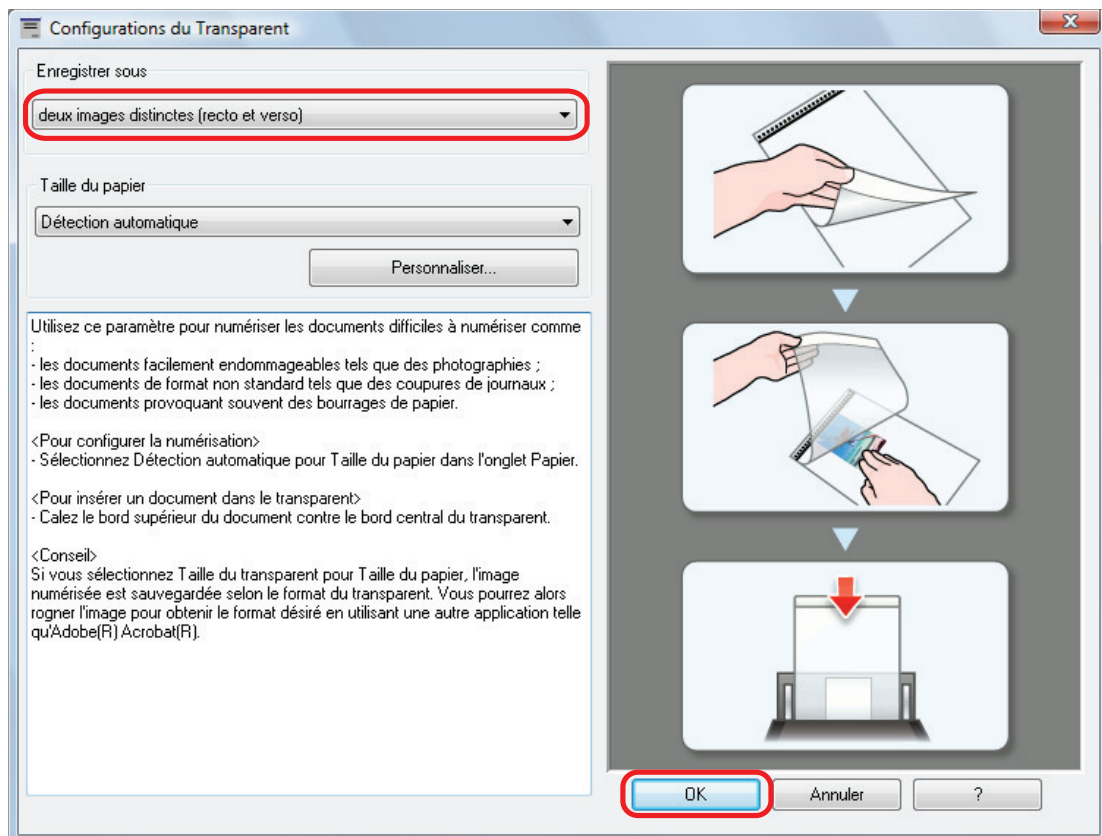 Configurations du Transparent
Enregistrer sous
deux images distinctes (recto et verso)
Taille du papier
Détection automatique
Personnaliser...
Utilisez ce paramètre pour numériser les documents difficiles à numériser comme
:
- les documents facilement endommageables tels que des photographies ;
- les documents de format non standard tels que des coupures de journaux ;
- les documents provoquant souvent des bourrages de papier.
<Pour configurer la numérisation>
- Sélectionnez Détection automatique pour Taille du papier dans l'onglet Papier.
<Pour insérer un document dans le transparent>
- Calez le bord supérieur du document contre le bord central du transparent.
<Conseil>
Si vous sélectionnez Taille du transparent pour Taille du papier, l'image
numérisée est sauvegardée selon le format du transparent. Vous pourrez alors
rogner l'image pour obtenir le format désiré en utilisant une autre application telle
qu'Adobe(R) Acrobat(R).
OK
Annuler
?